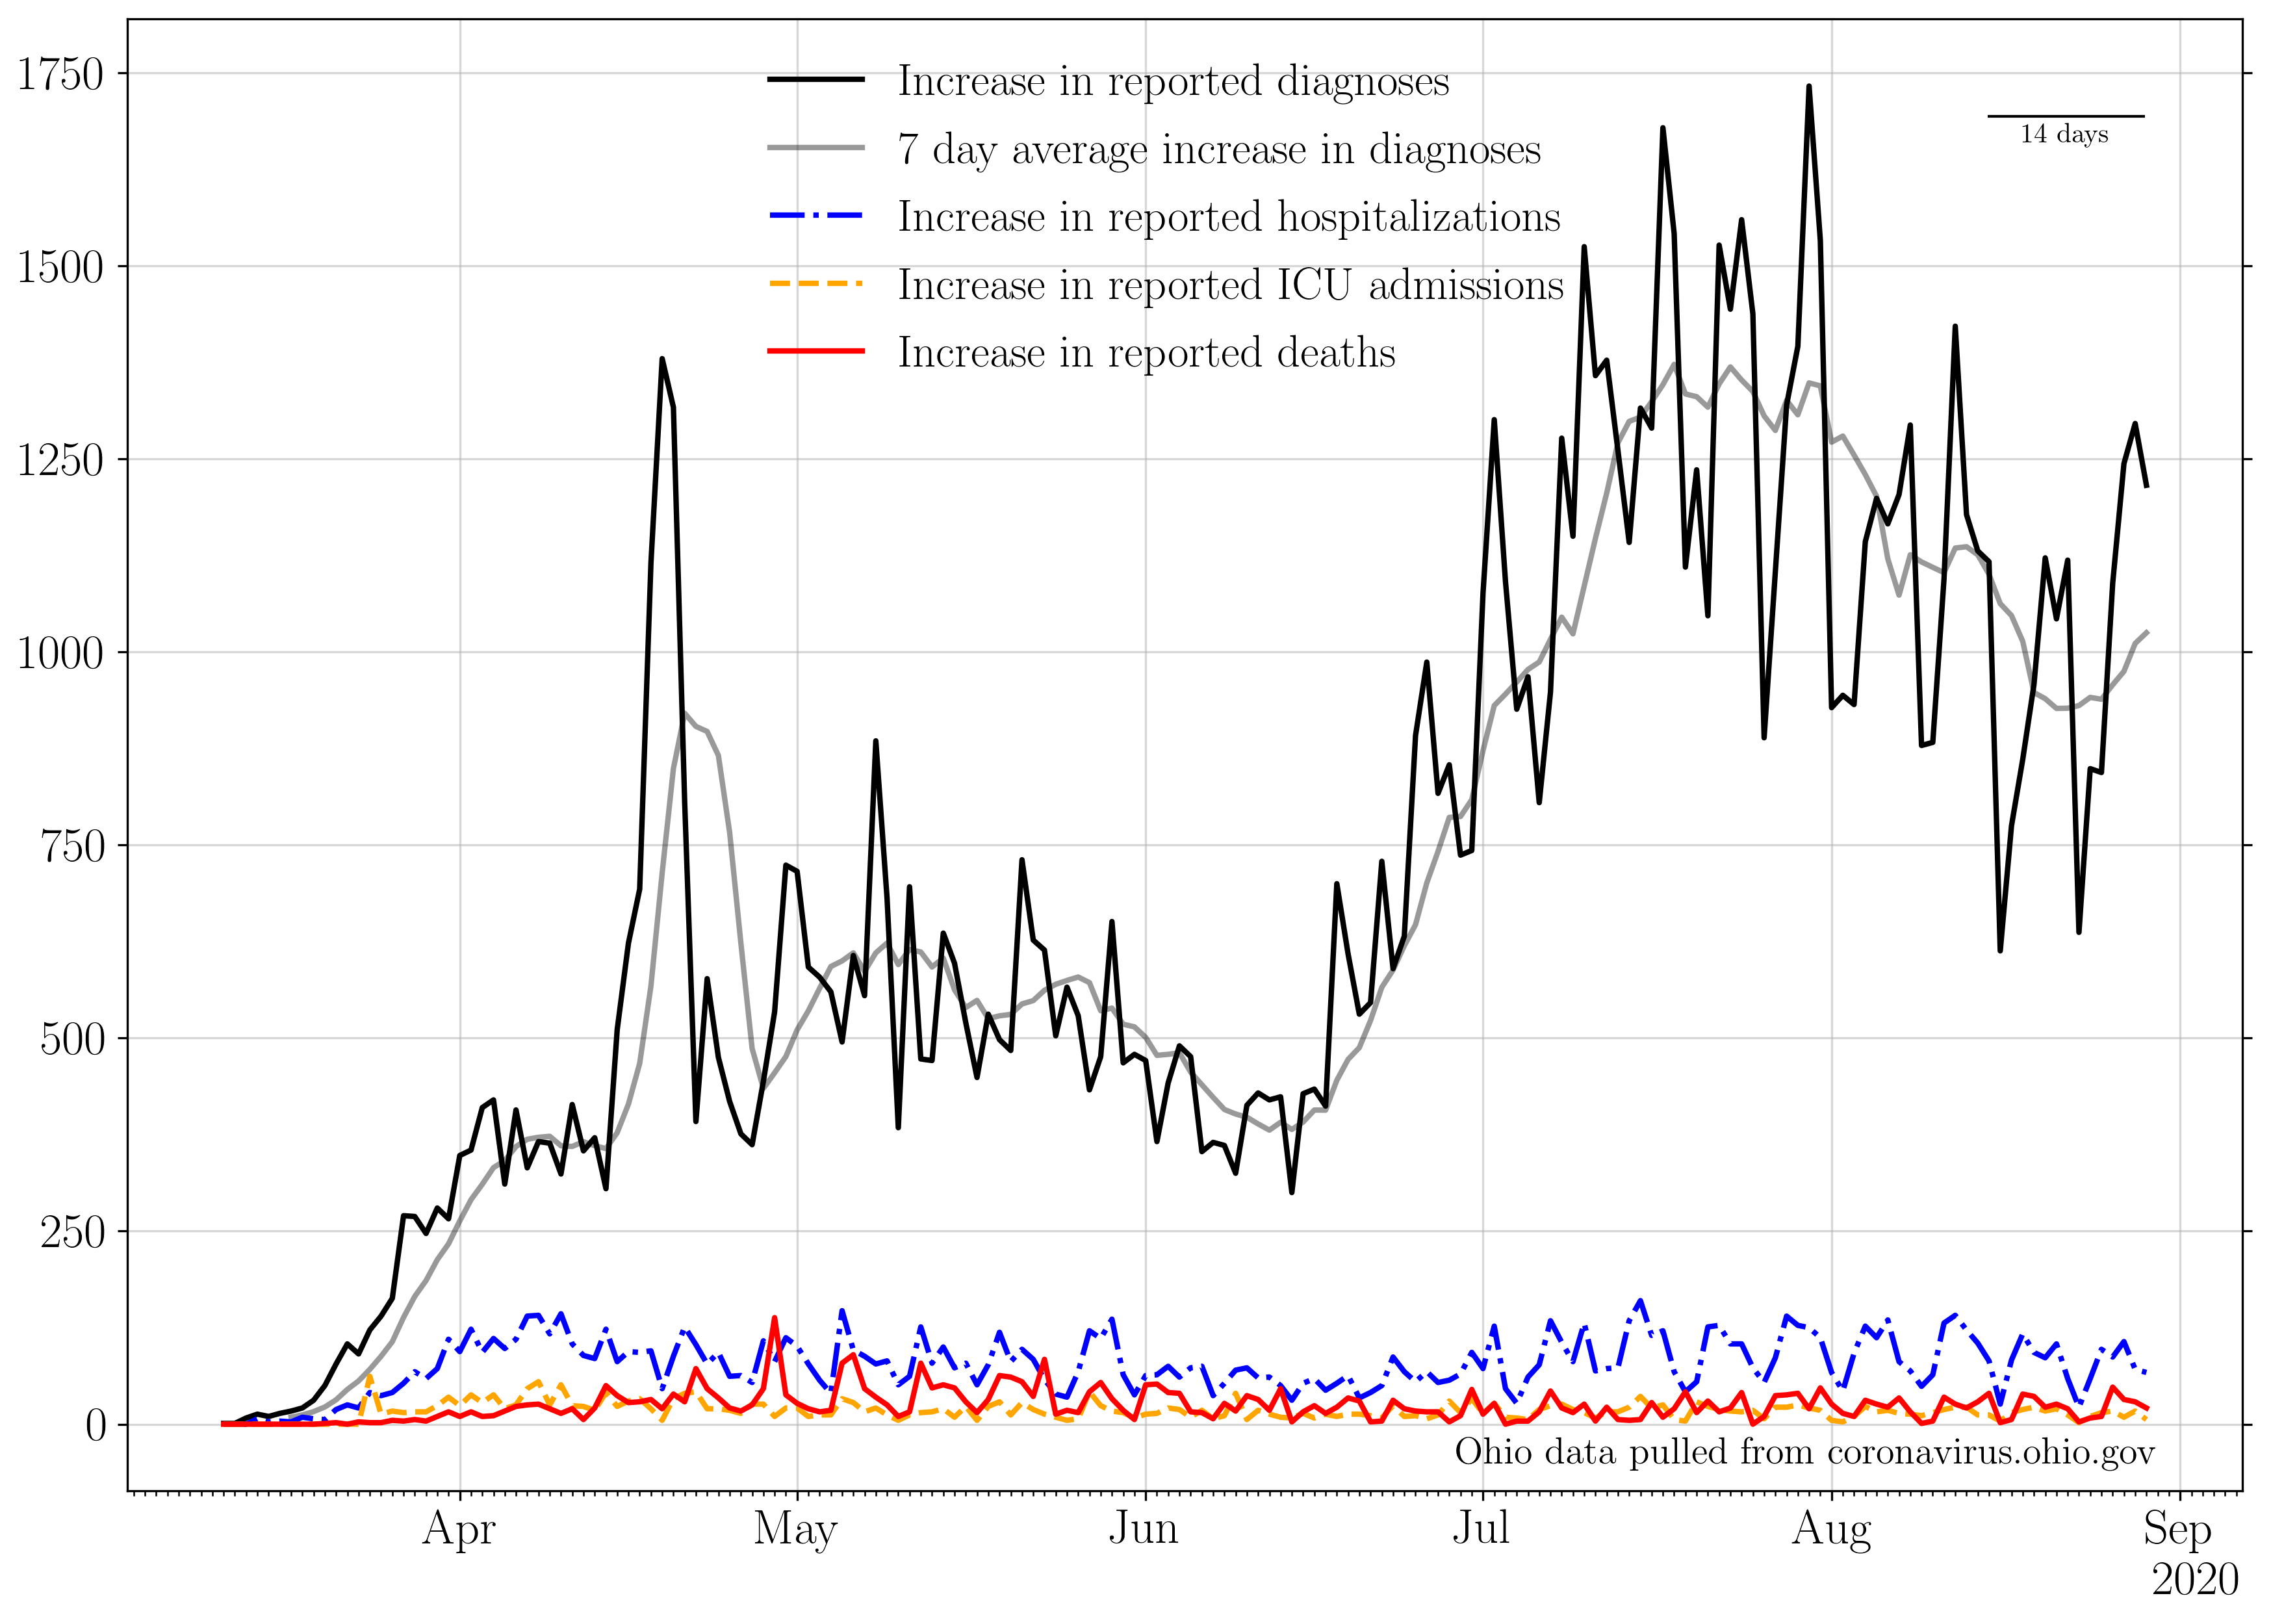 1750
1500
1250
1000
750
500
250
0
Increase in reported diagnoses
7 day average increase in diagnoses
Increase in reported hospitalizations
Increase in reported ICU admissions
Increase in reported deaths
14 days
Ohio data pulled from coronavirus.ohio.gov
Apr May Jun Jul Aug Sep
2020